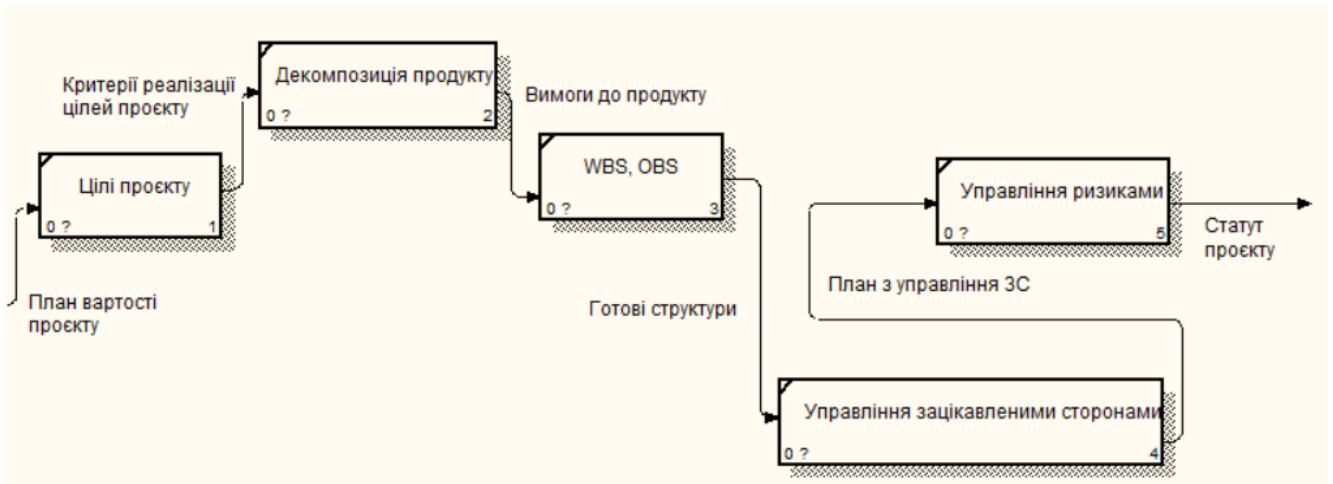 Декомпозиція продукту
0 ?
2
Критерії реалізації
цілей проєкту
Вимоги до продукту
Цілі проєкту
0 ?
1
WBS, OBS
0 ?
3
Управління ризиками
0 ?
5
Статут
проєкту
План вартості
проєкту
План з управління ЗС
Готові структури
Управління зацікавленими сторонами
0 ?
4